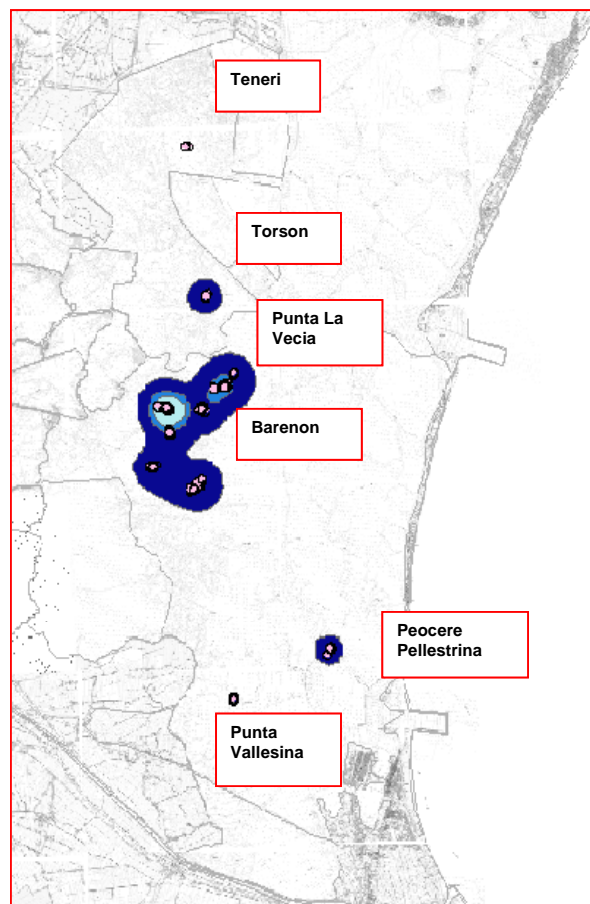 Teneri
Torson
Punta La
Vecia
Barenon
Peocere
Pellestrina
Punta
Vallesina